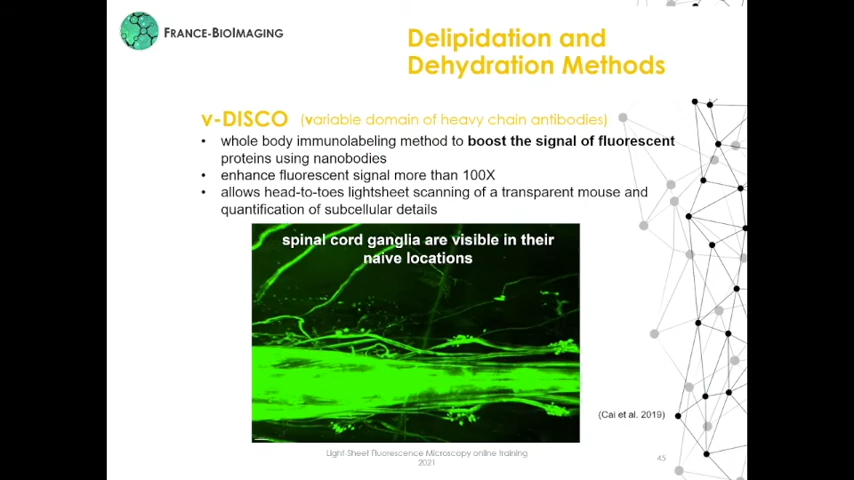 FRANCE-BIOIMAGING
Delipidation and
Dehydration Methods
v-DISCO (variable domain of heavy chain antibodies)
• whole body immunolabeling method to boost the signal of fluorescent
proteins using nanobodies
• enhance fluorescent signal more than 100X
• allows head-to-toes lightsheet scanning of a transparent mouse and
quantification of subcellular details
spinal cord ganglia are visible in their
naive locations
(Cai et al. 2019)
Light-Sheet Fluorescence Microscopy online training
2021
45